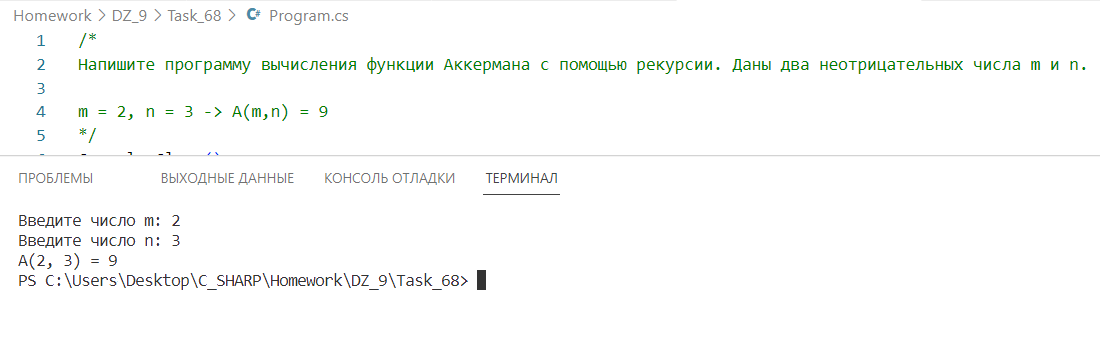 Homework > DZ_9 > Task_68 > C# Program.cs
1 /*
2 Напишите программу вычисления функции Аккермана с помощью рекурсии. Даны два неотрицательных числа m и n.
3
4 m = 2, n = 3 -> A(m,n) = 9
5 */
ПРОБЛЕМЫ ВЫХОДНЫЕ ДАННЫЕ КОНСОЛЬ ОТЛАДКИ ТЕРМИНАЛ
Введите число m: 2
Введите число n: 3
A(2, 3) = 9
PS C:\Users\Desktop\C_SHARP\Homework\DZ_9\Task_68>